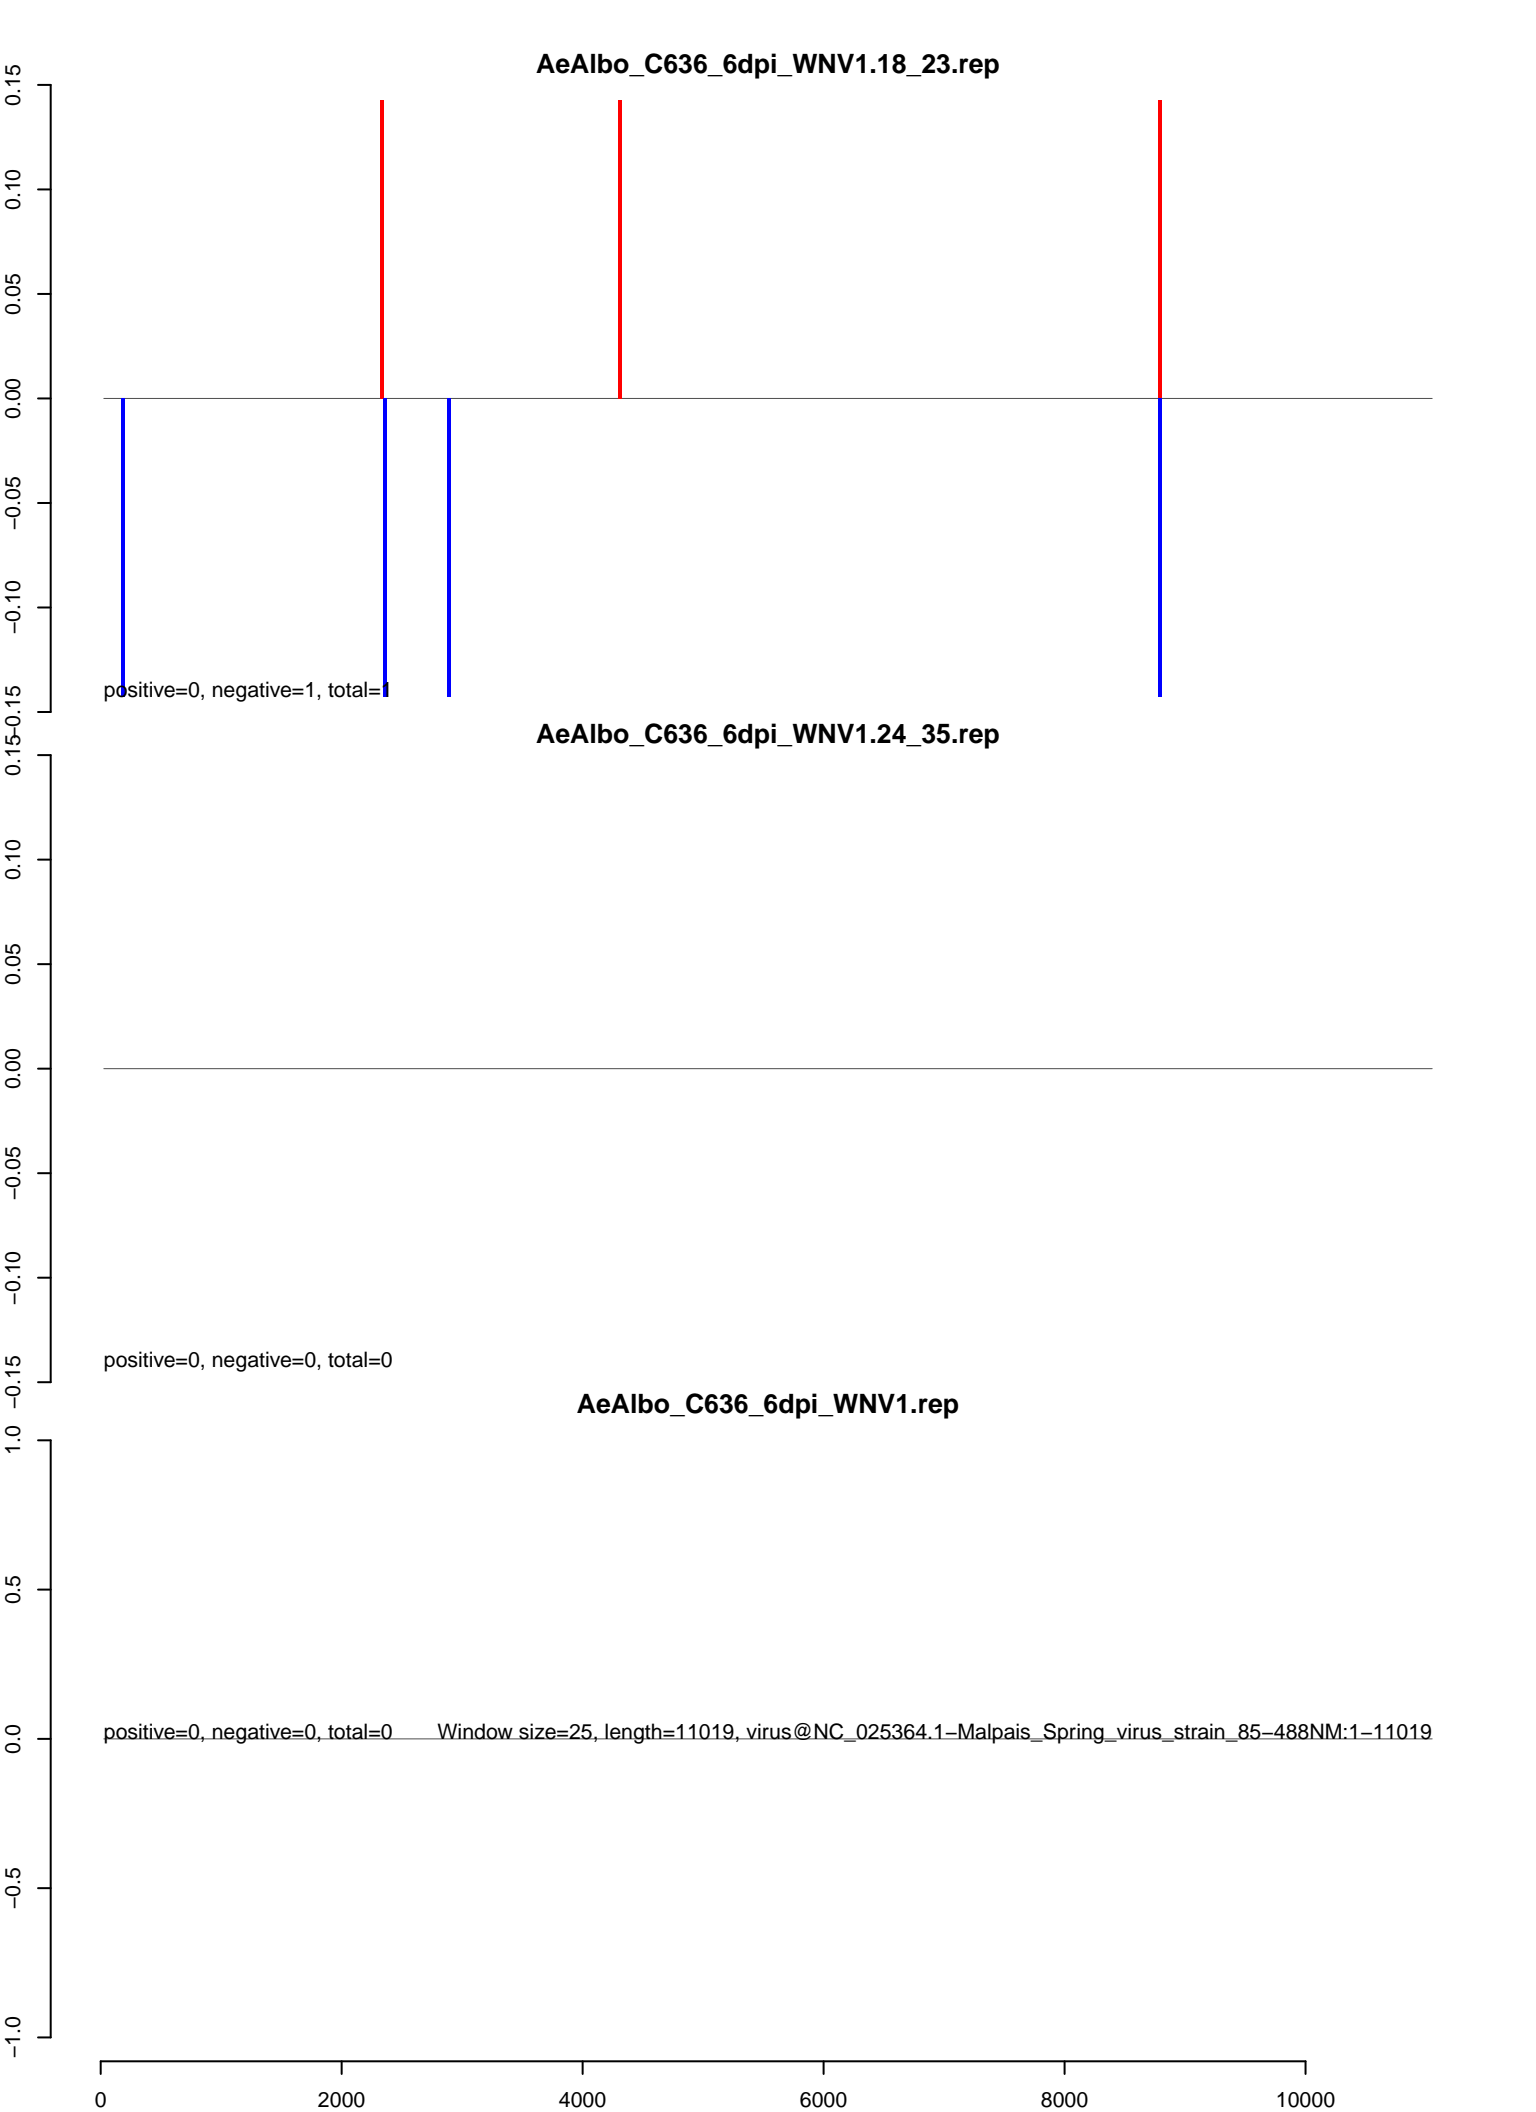 AeAlbo_C636_6dpi_WNV1.18_23.rep
0.15
0.10
0.05
0.00
−0.05
−0.10
−0.15
positive=0, negative=1, total=1
AeAlbo_C636_6dpi_WNV1.24_35.rep
0.15
0.10
0.05
0.00
−0.05
−0.10
−0.15
positive=0, negative=0, total=0
AeAlbo_C636_6dpi_WNV1.rep
1.0
0.5
0.0
−0.5
−1.0
positive=0, negative=0, total=0 Window size=25, length=11019, virus@NC_025364.1−Malpais_Spring_virus_strain_85−488NM:1−11019
0 2000 4000 6000 8000 10000